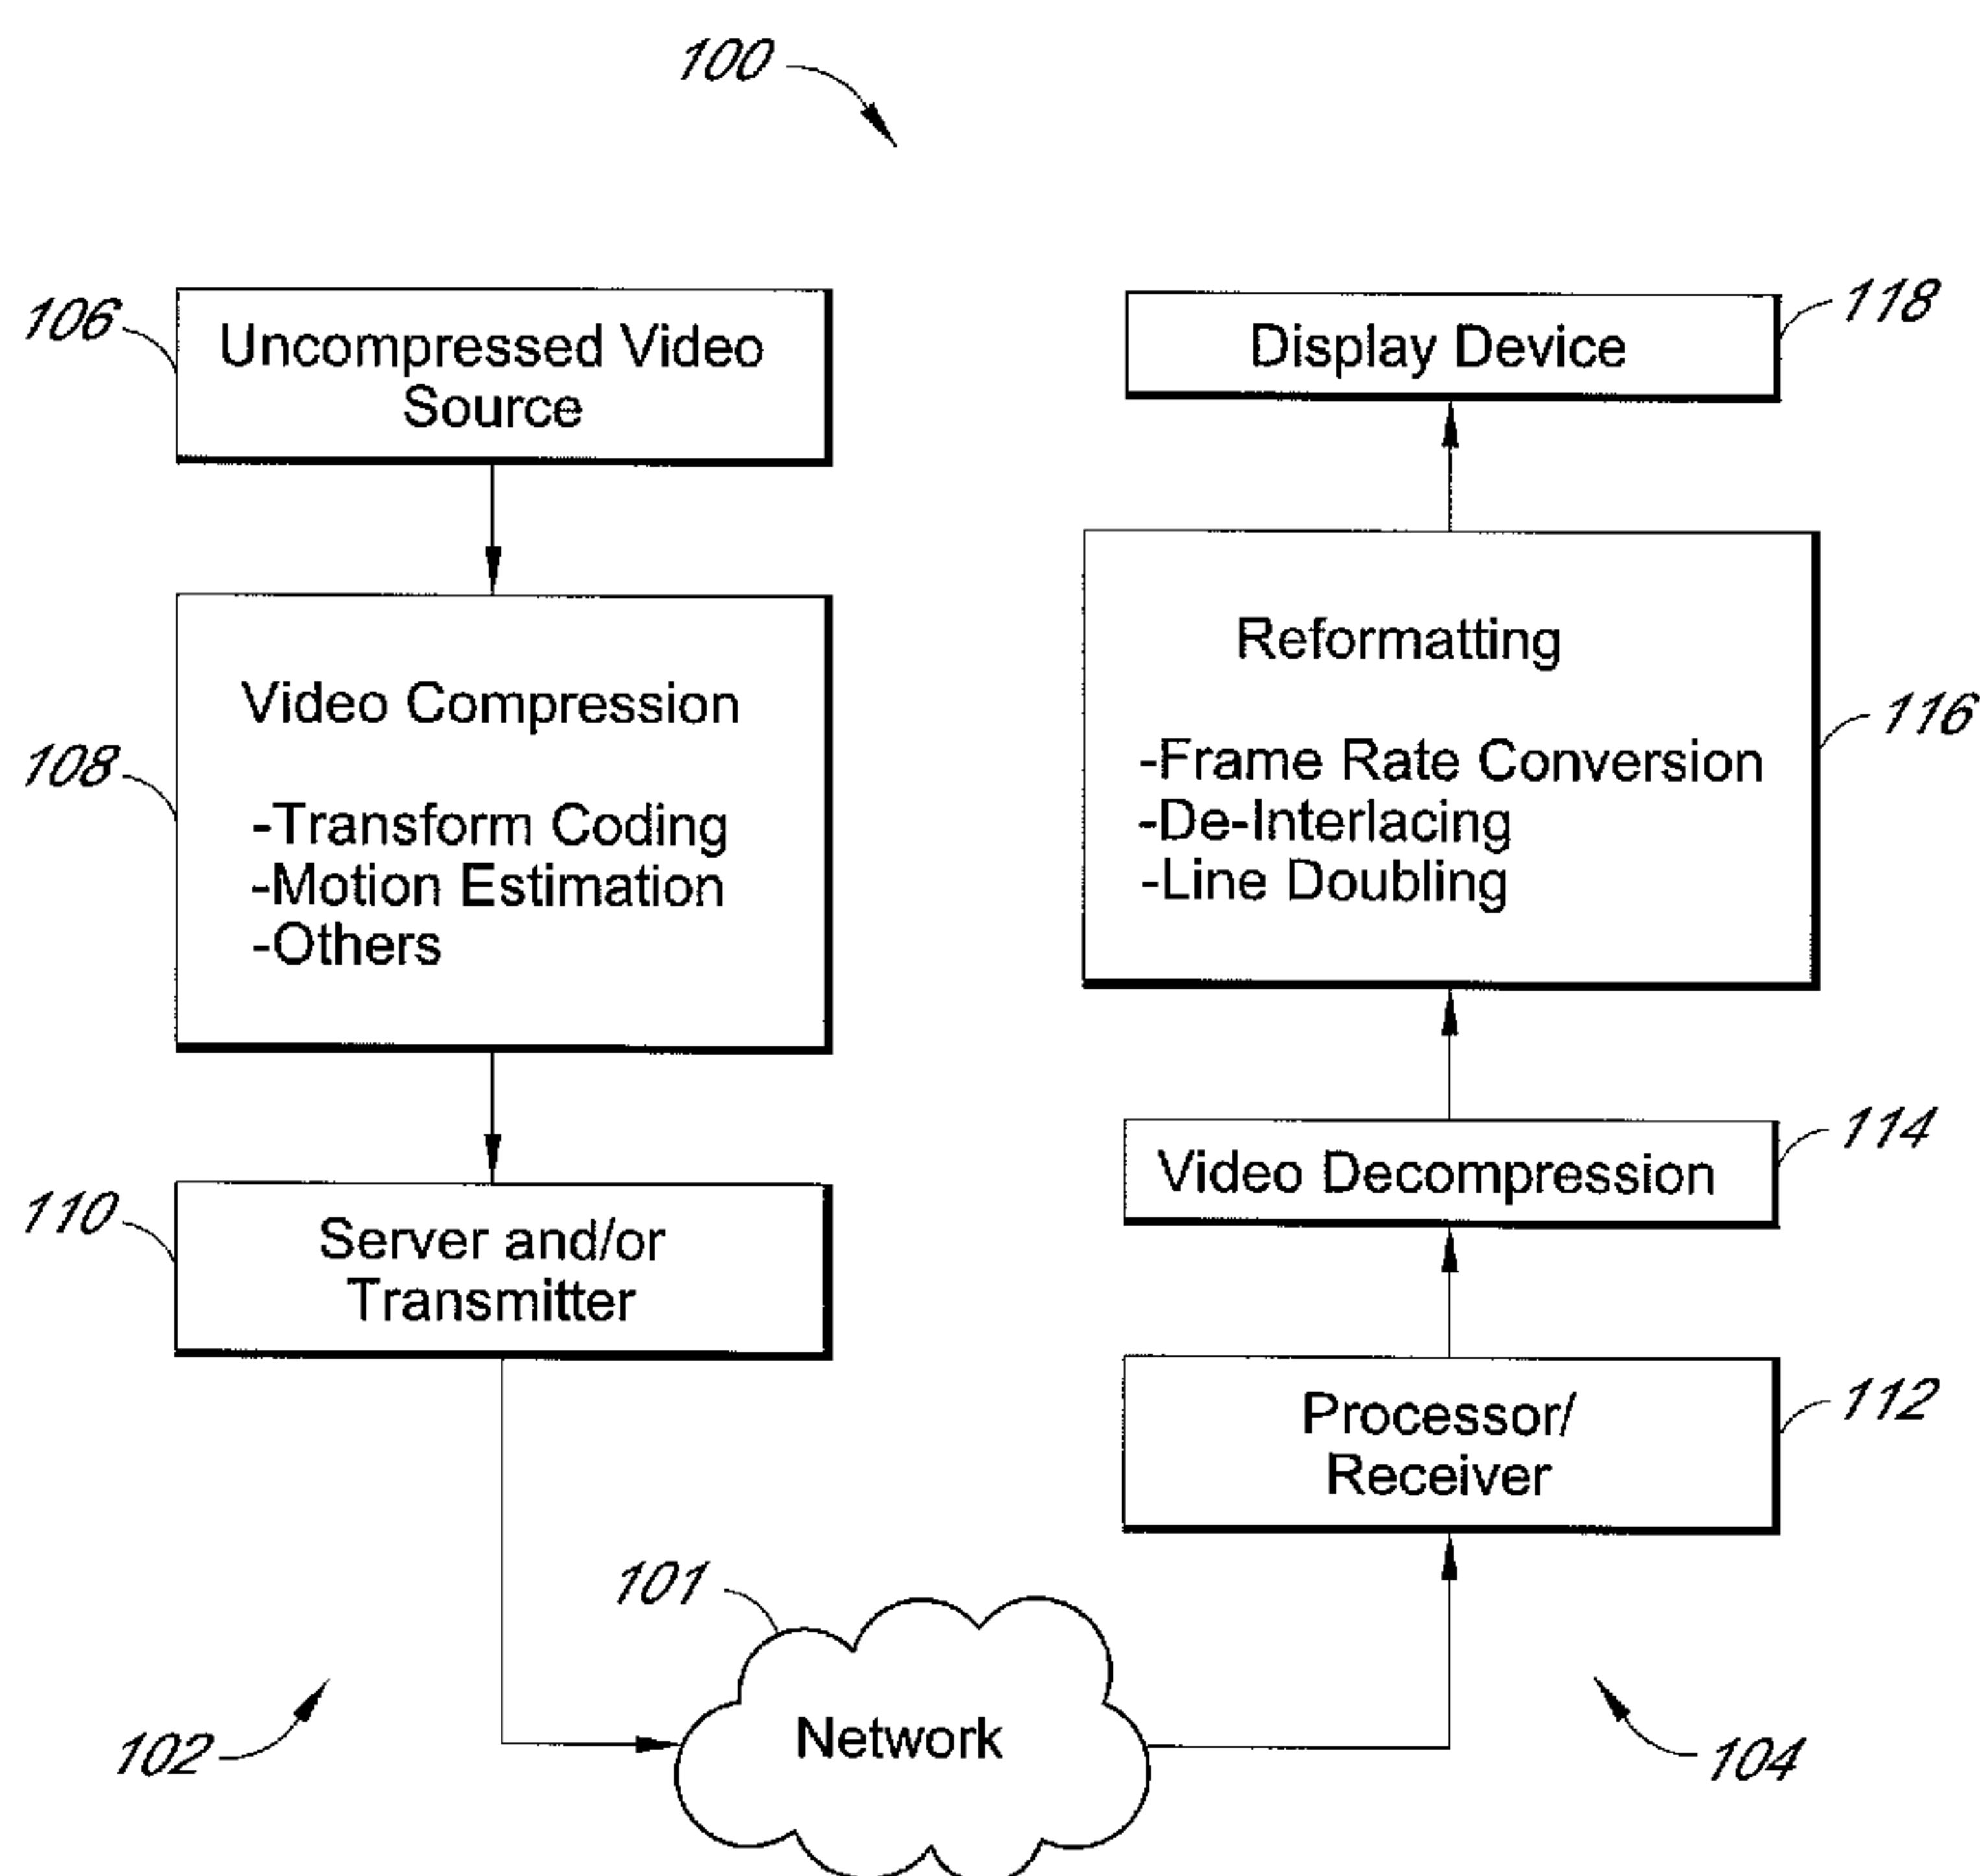 100
106
Uncompressed Video
Source
108
Video Compression
-Transform Coding
-Motion Estimation
-Others
110
Server and/or
Transmitter
102
101
Network
118
Display Device
116
Reformatting
-Frame Rate Conversion
-De-Interlacing
-Line Doubling
114
Video Decompression
112
Processor/
Receiver
104